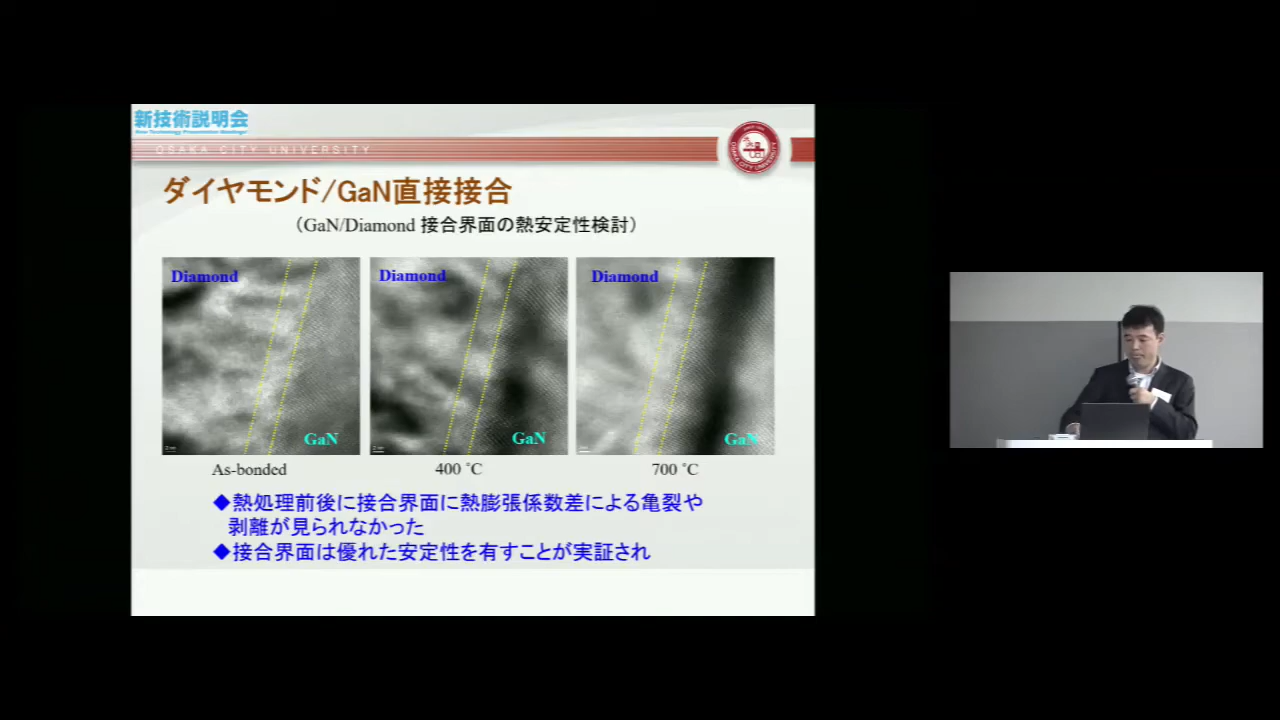 新技術説明会
New Technology Presentation Meetings!
OSAKA CITY UNIVERSITY
ダイヤモンド/GaN直接接合
（GaN/Diamond 接合界面の熱安定性検討）
Diamond
GaN
As-bonded
Diamond
GaN
400 ℃
Diamond
GaN
700 ℃
◆熱処理前後に接合界面に熱膨張係数差による亀裂や
剥離が見られなかった
◆接合界面は優れた安定性を有すことが実証され